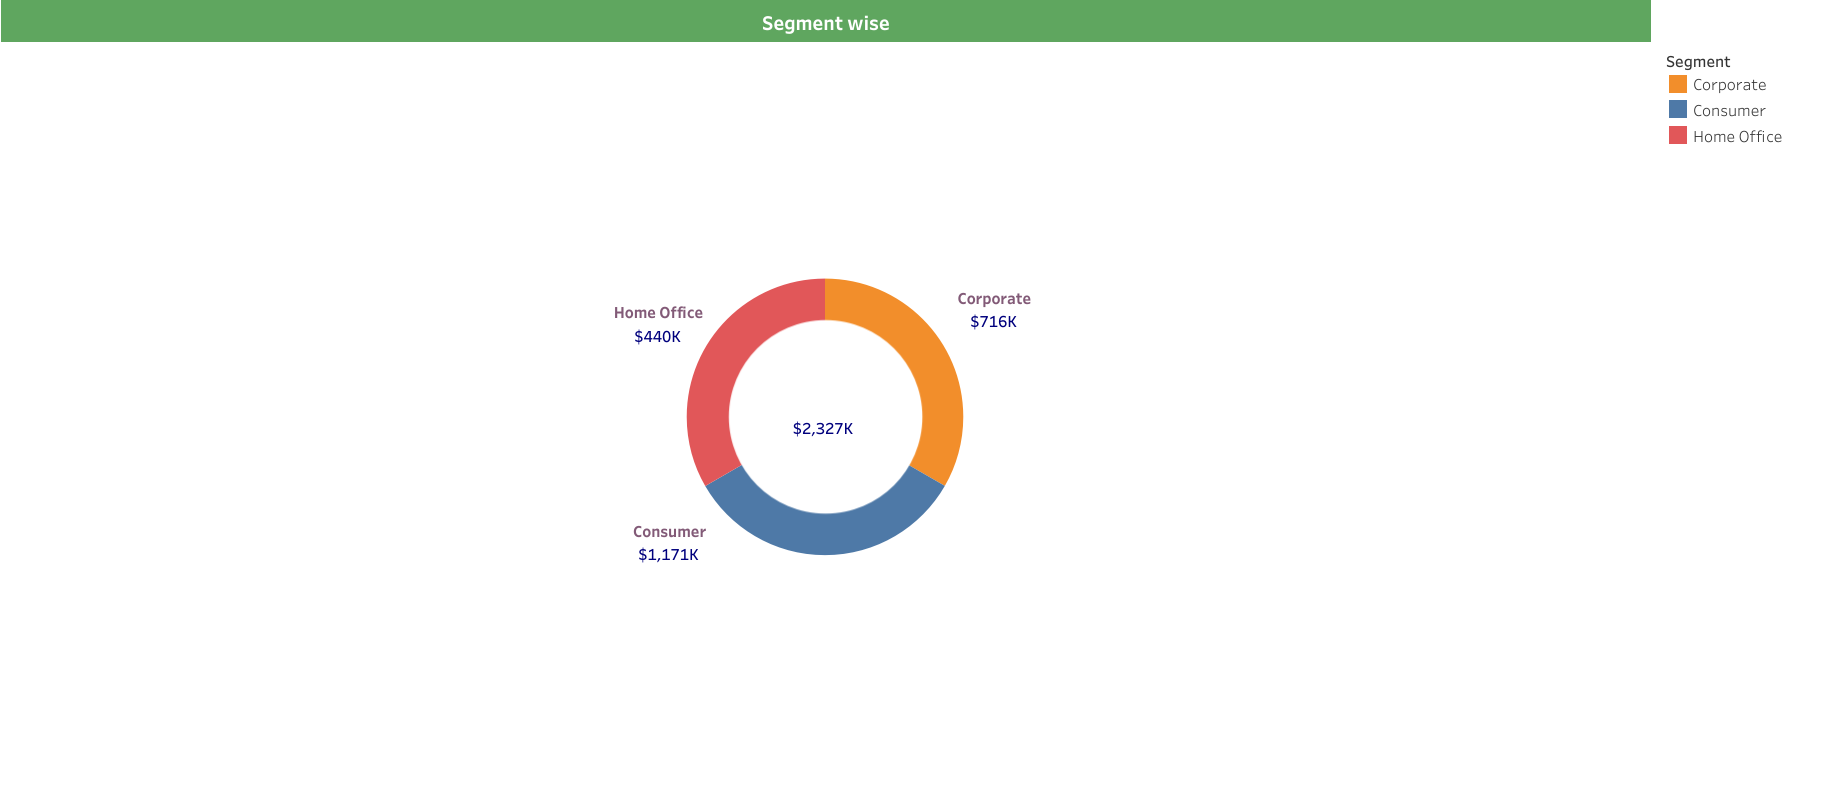 Segment wise
Segment
Corporate
Consumer
Home Office
Corporate
$716K
Home Office
$440K
$2,327K
Consumer
$1,171K